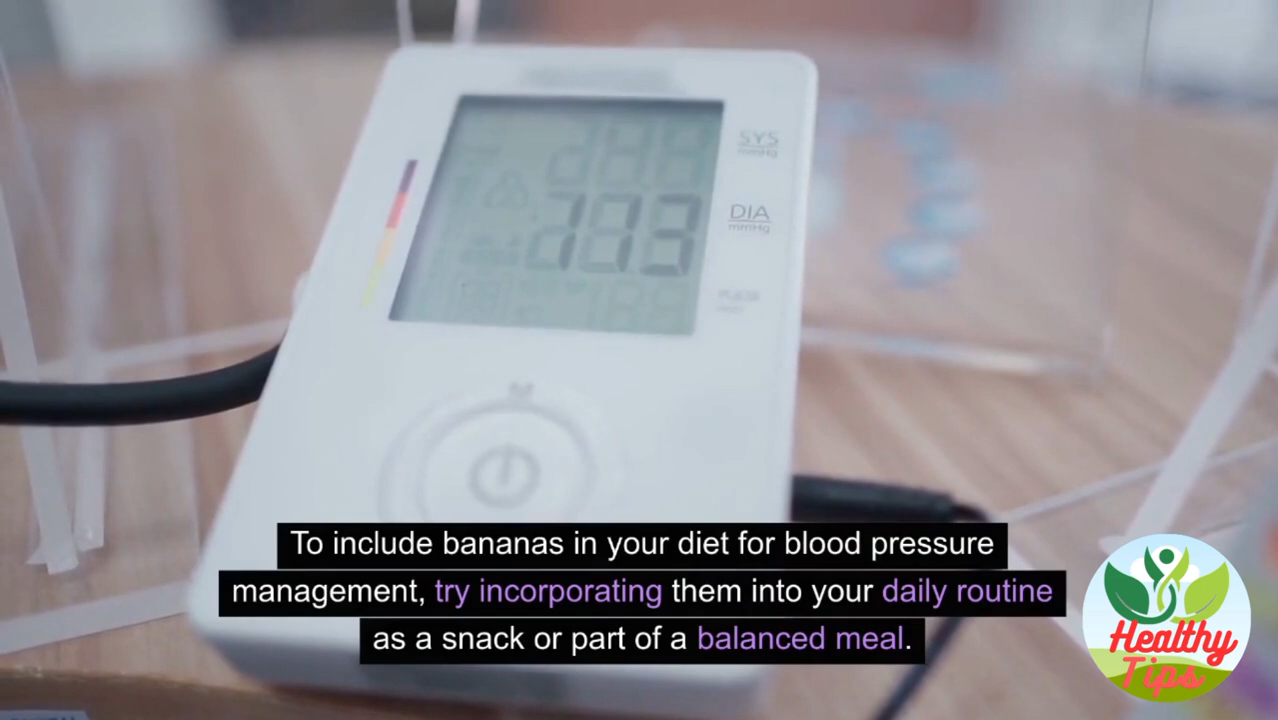 SYS
mmHg
773
DIA
mmHg
To include bananas in your diet for blood pressure
management, try incorporating them into your daily routine
as a snack or part of a balanced meal.
Healthy
Tips